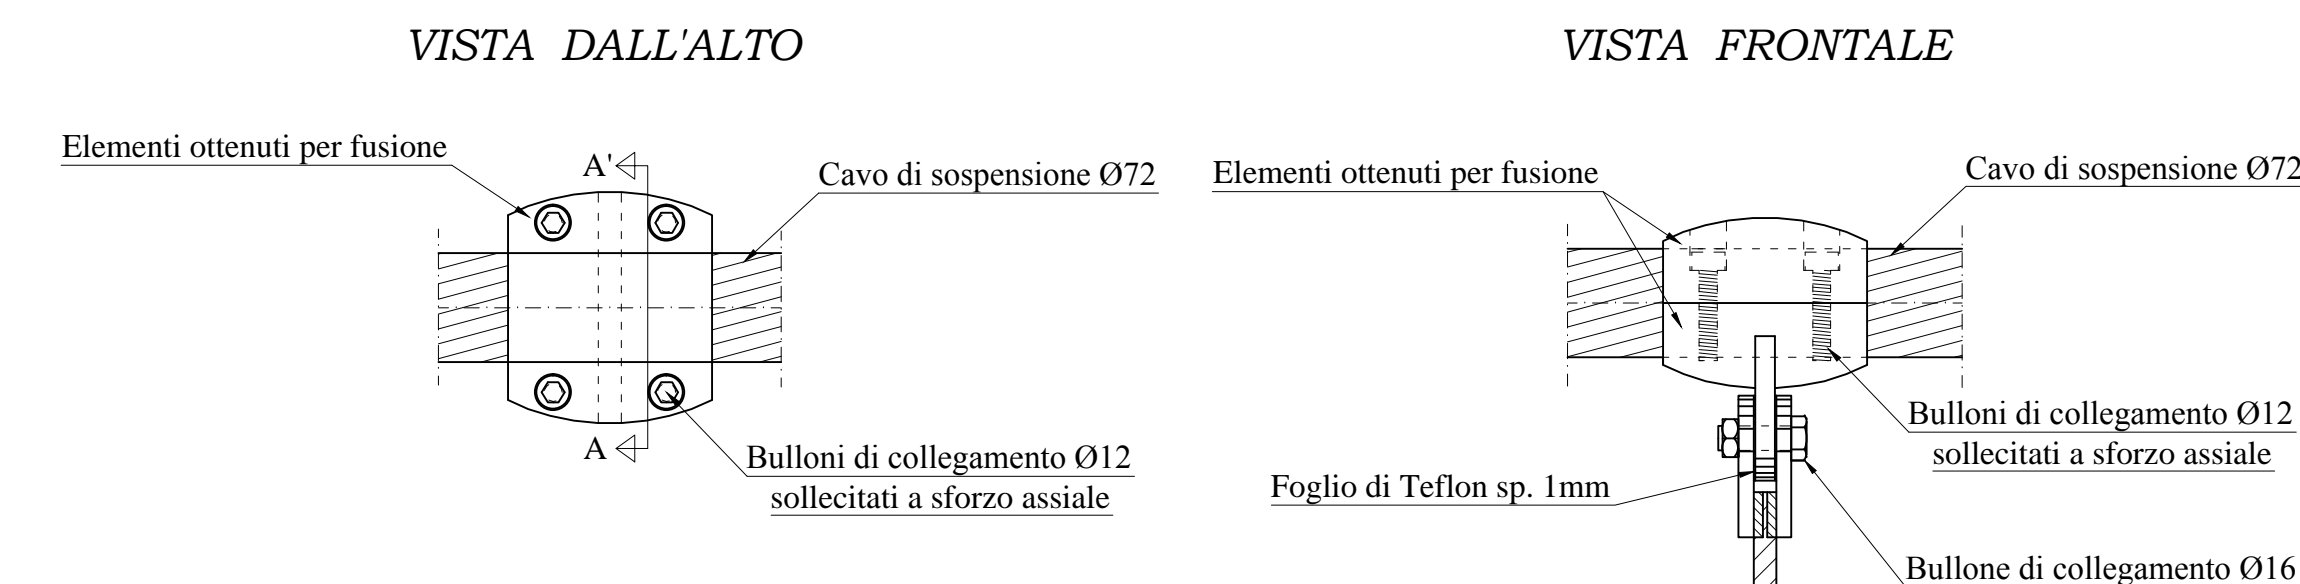 VISTA DALL'ALTO
VISTA FRONTALE
Elementi ottenuti per fusione
A'
Cavo di sospensione Ø72
A
Bulloni di collegamento Ø12
sollecitati a sforzo assiale
Elementi ottenuti per fusione
Cavo di sospensione Ø72
Bulloni di collegamento Ø12
sollecitati a sforzo assiale
Foglio di Teflon sp. 1mm
Bullone di collegamento Ø16